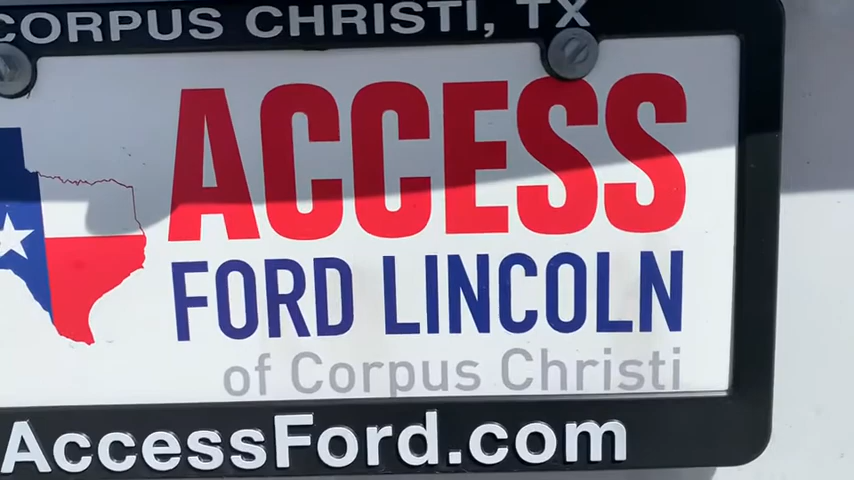 CORPUS CHRISTI, TX
ACCESS
FORD LINCOLN
of Corpus Christi
AccessFord.com